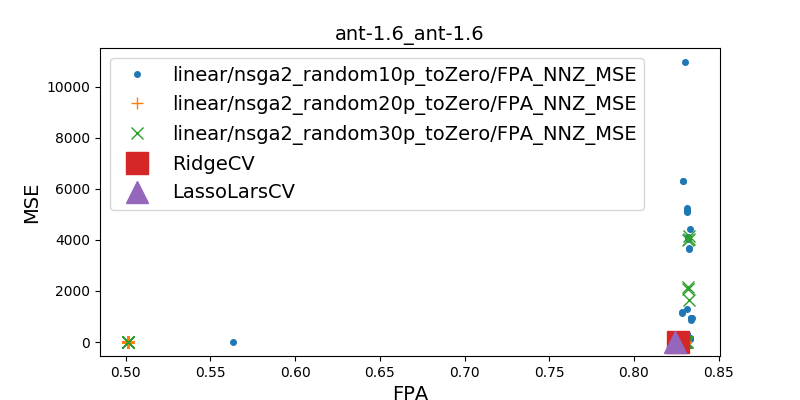 ant-1.6_ant-1.6
linear/nsga2_random10p_toZero/FPA_NNZ_MSE
linear/nsga2_random20p_toZero/FPA_NNZ_MSE
linear/nsga2_random30p_toZero/FPA_NNZ_MSE
RidgeCV
LassoLarsCV
MSE
10000
8000
6000
4000
2000
0
0.50 0.55 0.60 0.65 0.70 0.75 0.80 0.85
FPA